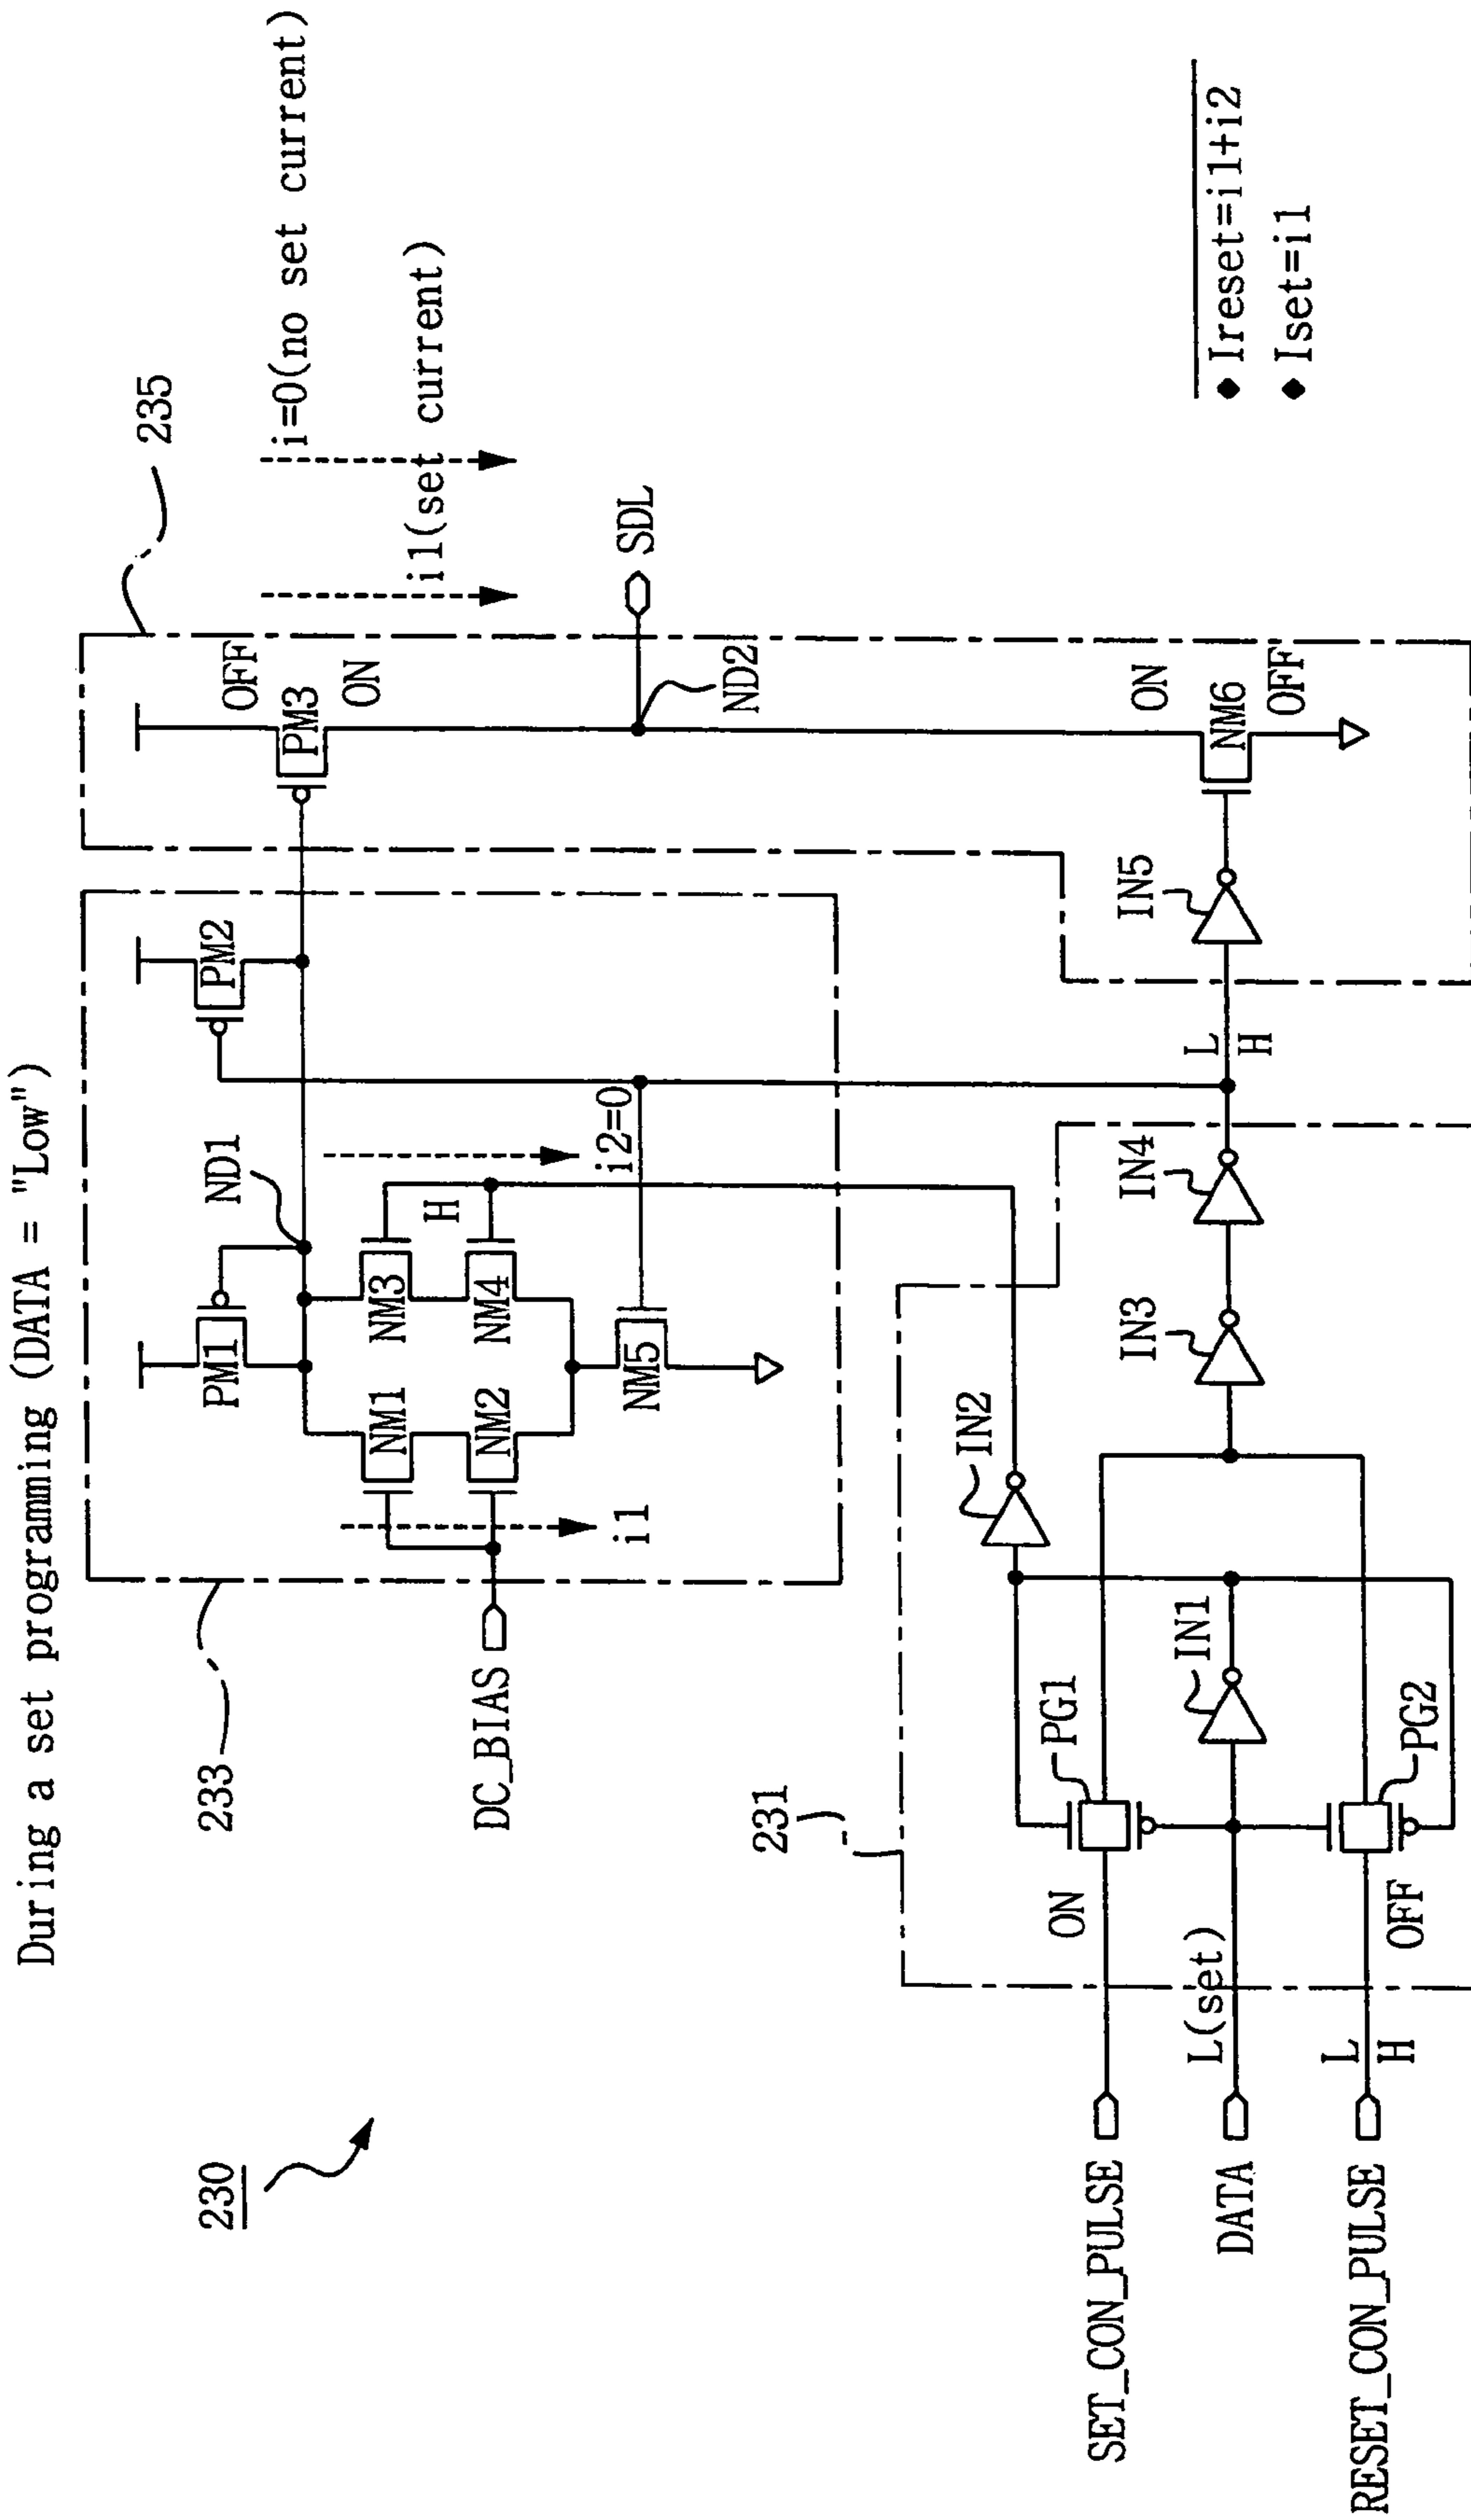 During a set programming (DATA = "Low")
230
233
235
i=0(no set current)
i1(set current)
PM1
ND1
PM2
OFF
PM3
ON
NM1
NM3
H
NM2
NM4
DC_BIAS
i1
NM5
i2=0
SDL
ND2
231
IN2
SET_CON_PULSE
ON
PG1
IN3
IN4
IN5
ON
NM6
OFF
L
H
DATA
L(set)
IN1
RESET_CON_PULSE
L
H
OFF
PG2
◆ Ireset=i1+i2
◆ Iset=i1